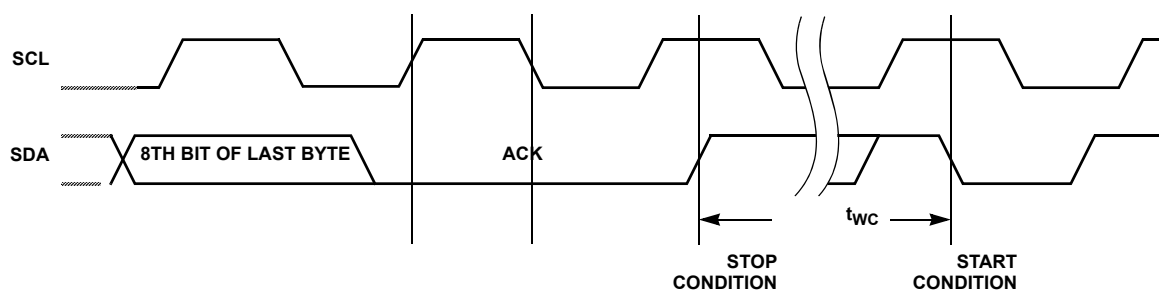 SCL
SDA
8TH BIT OF LAST BYTE
ACK
tWC
STOP
CONDITION
START
CONDITION